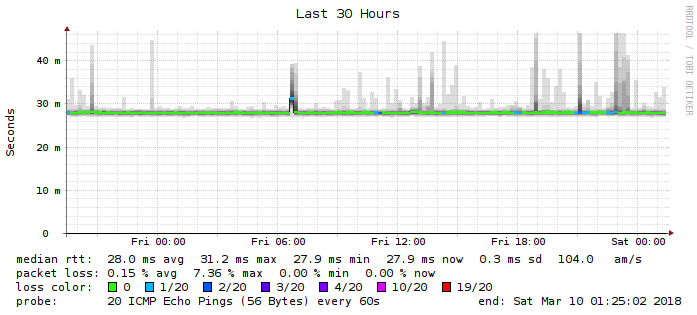 Last 30 Hours
RRDTOOL / TOBI OETIKER
Seconds
40 m
30 m
20 m
10 m
0
Fri 00:00 Fri 06:00 Fri 12:00 Fri 18:00 Sat 00:00
median rtt: 28.0 ms avg 31.2 ms max 27.9 ms min 27.9 ms now 0.3 ms sd 104.0 am/s
packet loss: 0.15 % avg 7.36 % max 0.00 % min 0.00 % now
loss color: 0 1/20 2/20 3/20 4/20 10/20 19/20
probe: 20 ICMP Echo Pings (56 Bytes) every 60s end: Sat Mar 10 01:25:02 2018